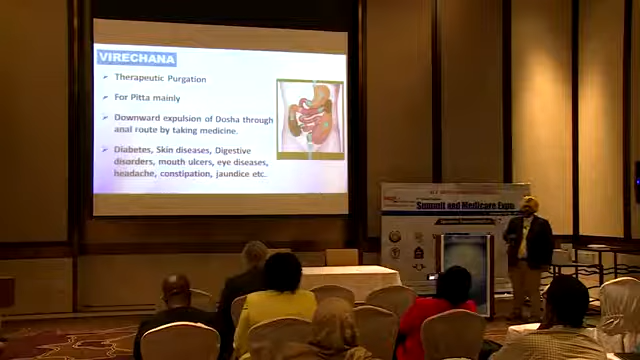 VIRECHANA
➢ Therapeutic Purgation
➢ For Pitta mainly
➢ Downward expulsion of Dosha through
anal route by taking medicine.
➢ Diabetes, Skin diseases, Digestive
disorders, mouth ulcers, eye diseases,
headache, constipation, jaundice etc.
Summit and Medicare Expo